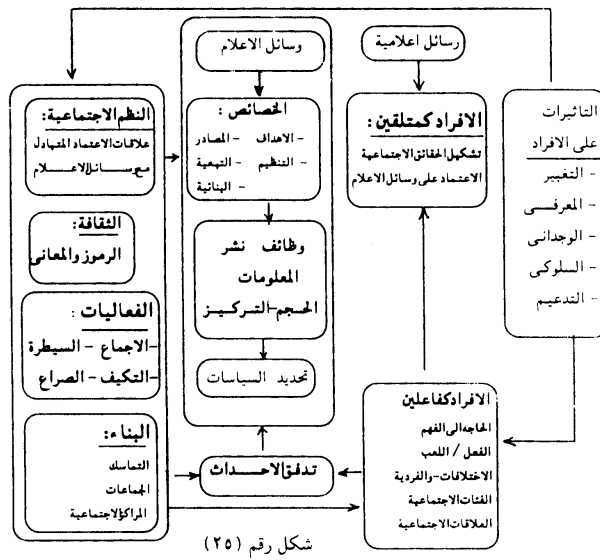 وسائل الاعلام
رسائل اعلامية
النظم الاجتماعية:
علاقات الاعتماد المتبادل
مع وسائل الاعلام
الثقافة:
الرموز والمعانى
الفعاليات:
-الاجماع - السيطرة
-التكيف - الصراع
البناء:
التماسك
الجماعات
المراكز الاجتماعية
الخصائص:
- الاهداف - المصادر
- التنظيم - التبعية
- البنائية
وظائف نشر
المعلومات
الحجم-التركيز
تحديد السياسات
تدفق الاحداث
الافراد كمتلقين:
تشكيل الحقائق الاجتماعية
الاعتماد على وسائل الاعلام
التاثيرات
على الافراد
- التغيير
- المعرفى
- الوجدانى
- السلوكى
- التدعيم
الافراد كفاعلين
الحاجه الى الفهم
الفعل / اللعب
الاختلافات-والفردية
الفئات الاجتماعية
العلاقات الاجتماعية
شكل رقم (٢٥)